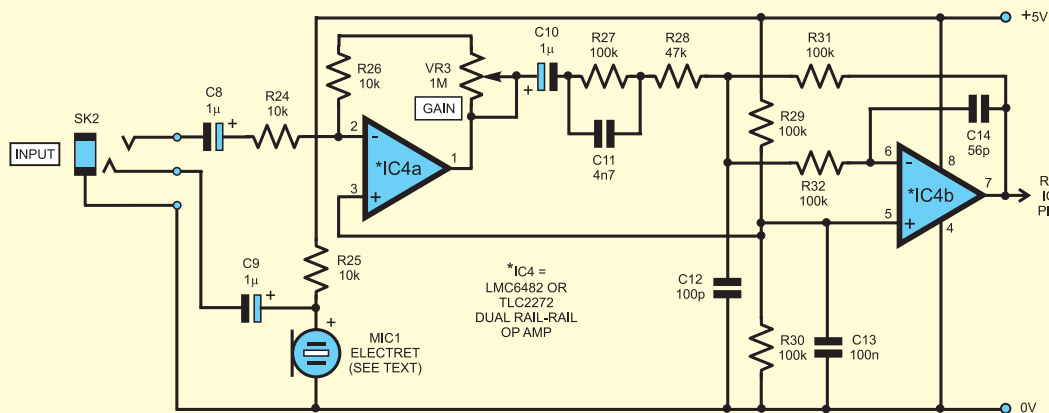 +5V
C10
1µ
R27
100k
R28
47k
R31
100k
R26
10k
VR3
1M
GAIN
C8
1µ
+
R24
10k
SK2
INPUT
+
C11
4n7
R29
100k
C14
56p
2
-
*IC4a
1
3
+
R32
100k
6
-
8
*IC4b
7
5
+
4
R
IC
PI
R25
10k
C9
1µ
+
*IC4 =
LMC6482 OR
TLC2272
DUAL RAIL-RAIL
OP AMP
C12
100p
+
MIC1
ELECTRET
(SEE TEXT)
R30
100k
C13
100n
0V